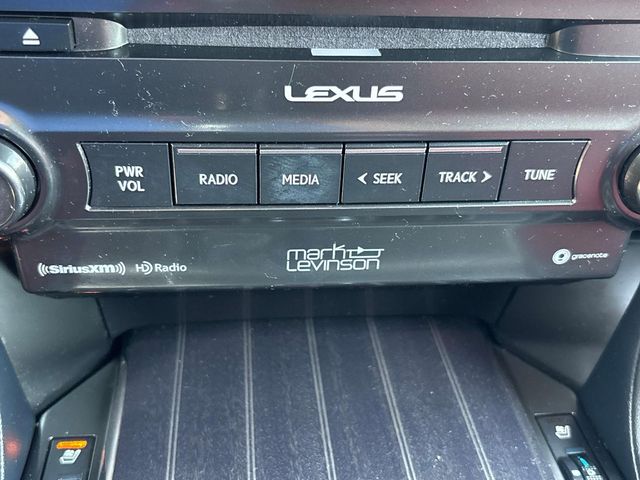 LEXUS
PWR VOL
RADIO
MEDIA
< SEEK
TRACK >
TUNE
((SiriusXM))
HD Radio
mark Levinson
gracenote